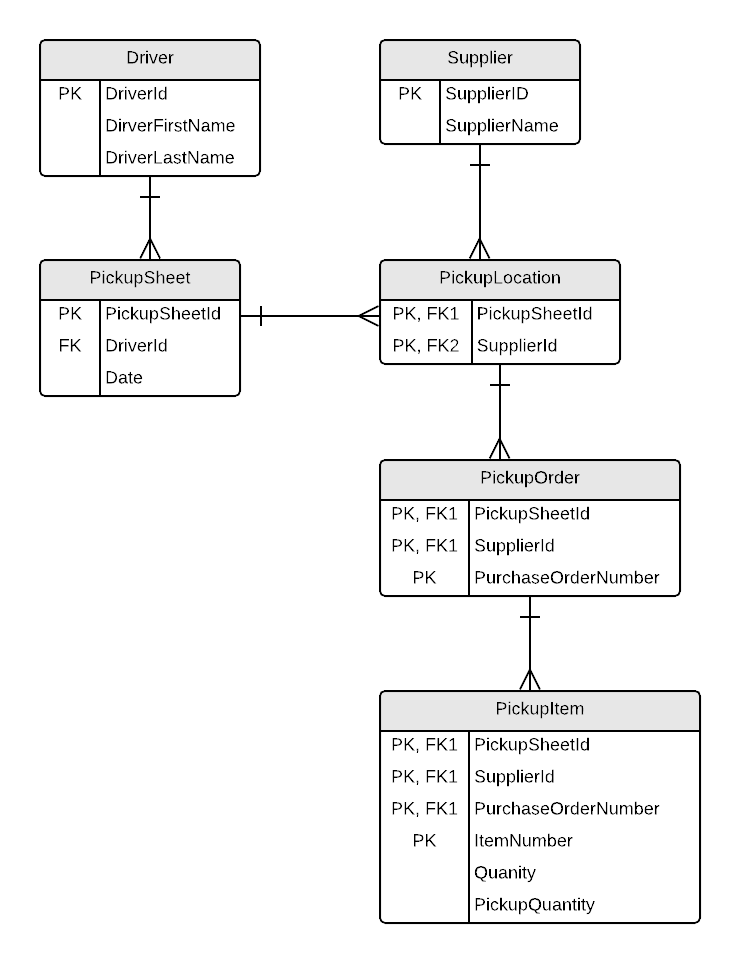 Driver
PK DriverId
DirverFirstName
DriverLastName
Supplier
PK SupplierID
SupplierName
PickupSheet
PK PickupSheetId
FK DriverId
Date
PickupLocation
PK, FK1 PickupSheetId
PK, FK2 SupplierId
PickupOrder
PK, FK1 PickupSheetId
PK, FK1 SupplierId
PK PurchaseOrderNumber
PickupItem
PK, FK1 PickupSheetId
PK, FK1 SupplierId
PK, FK1 PurchaseOrderNumber
PK ItemNumber
Quanity
PickupQuantity